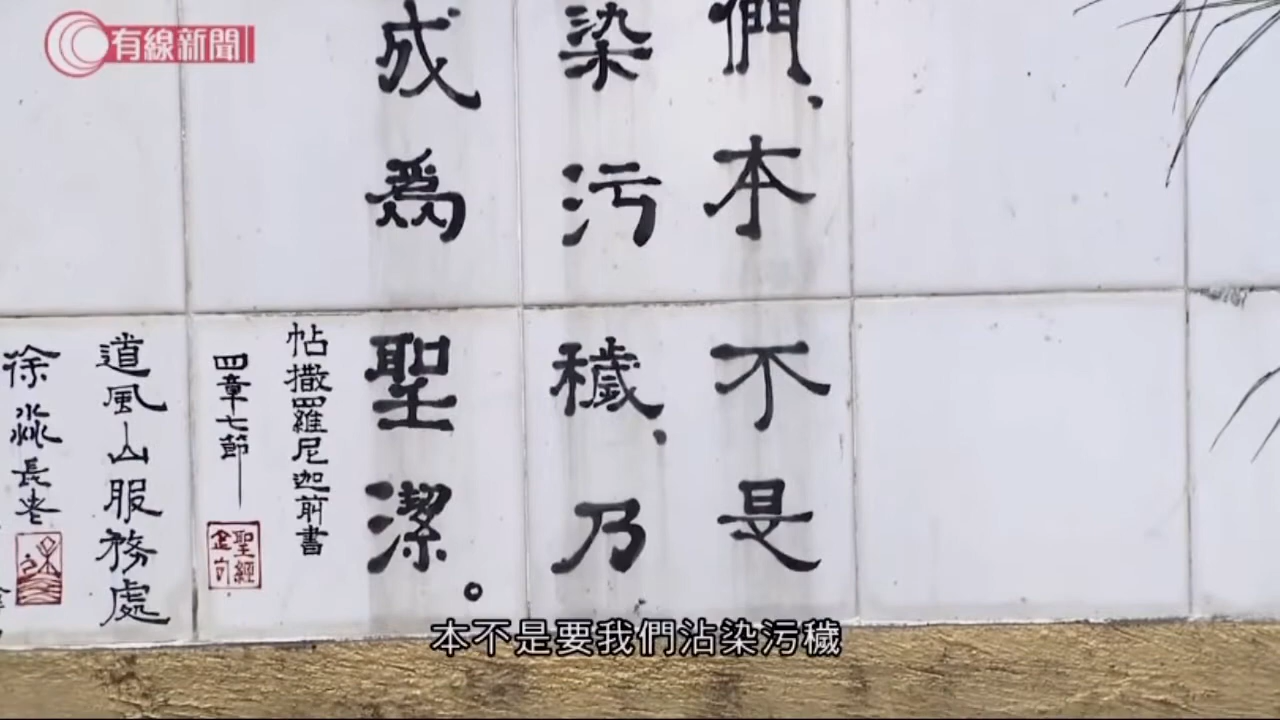 有線新聞
們、本不是
染污穢、乃
成為聖潔。
帖撒羅尼迦前書
四章七節
聖經
道風山服務處
徐淼長老
本不是要我們沾染污穢